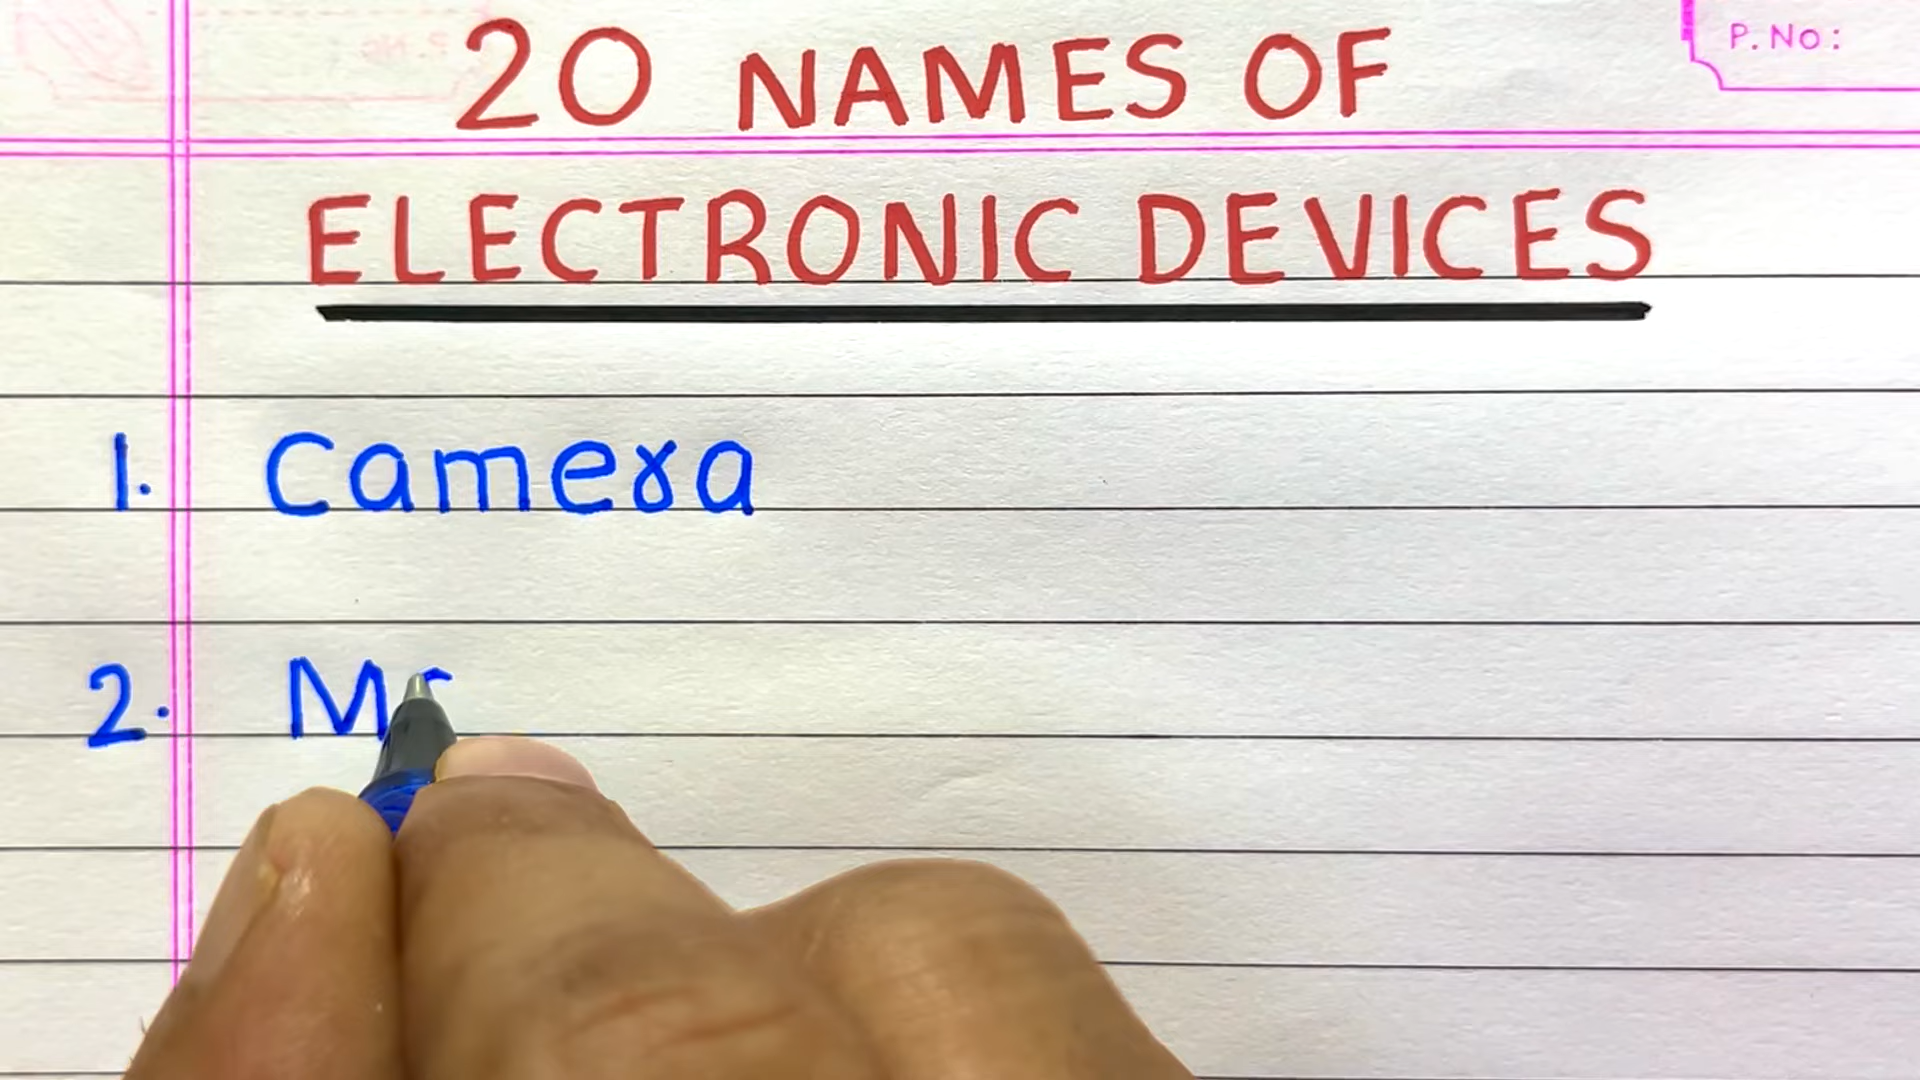 P. No:
20 NAMES OF
ELECTRONIC DEVICES
1. Camera
2. M